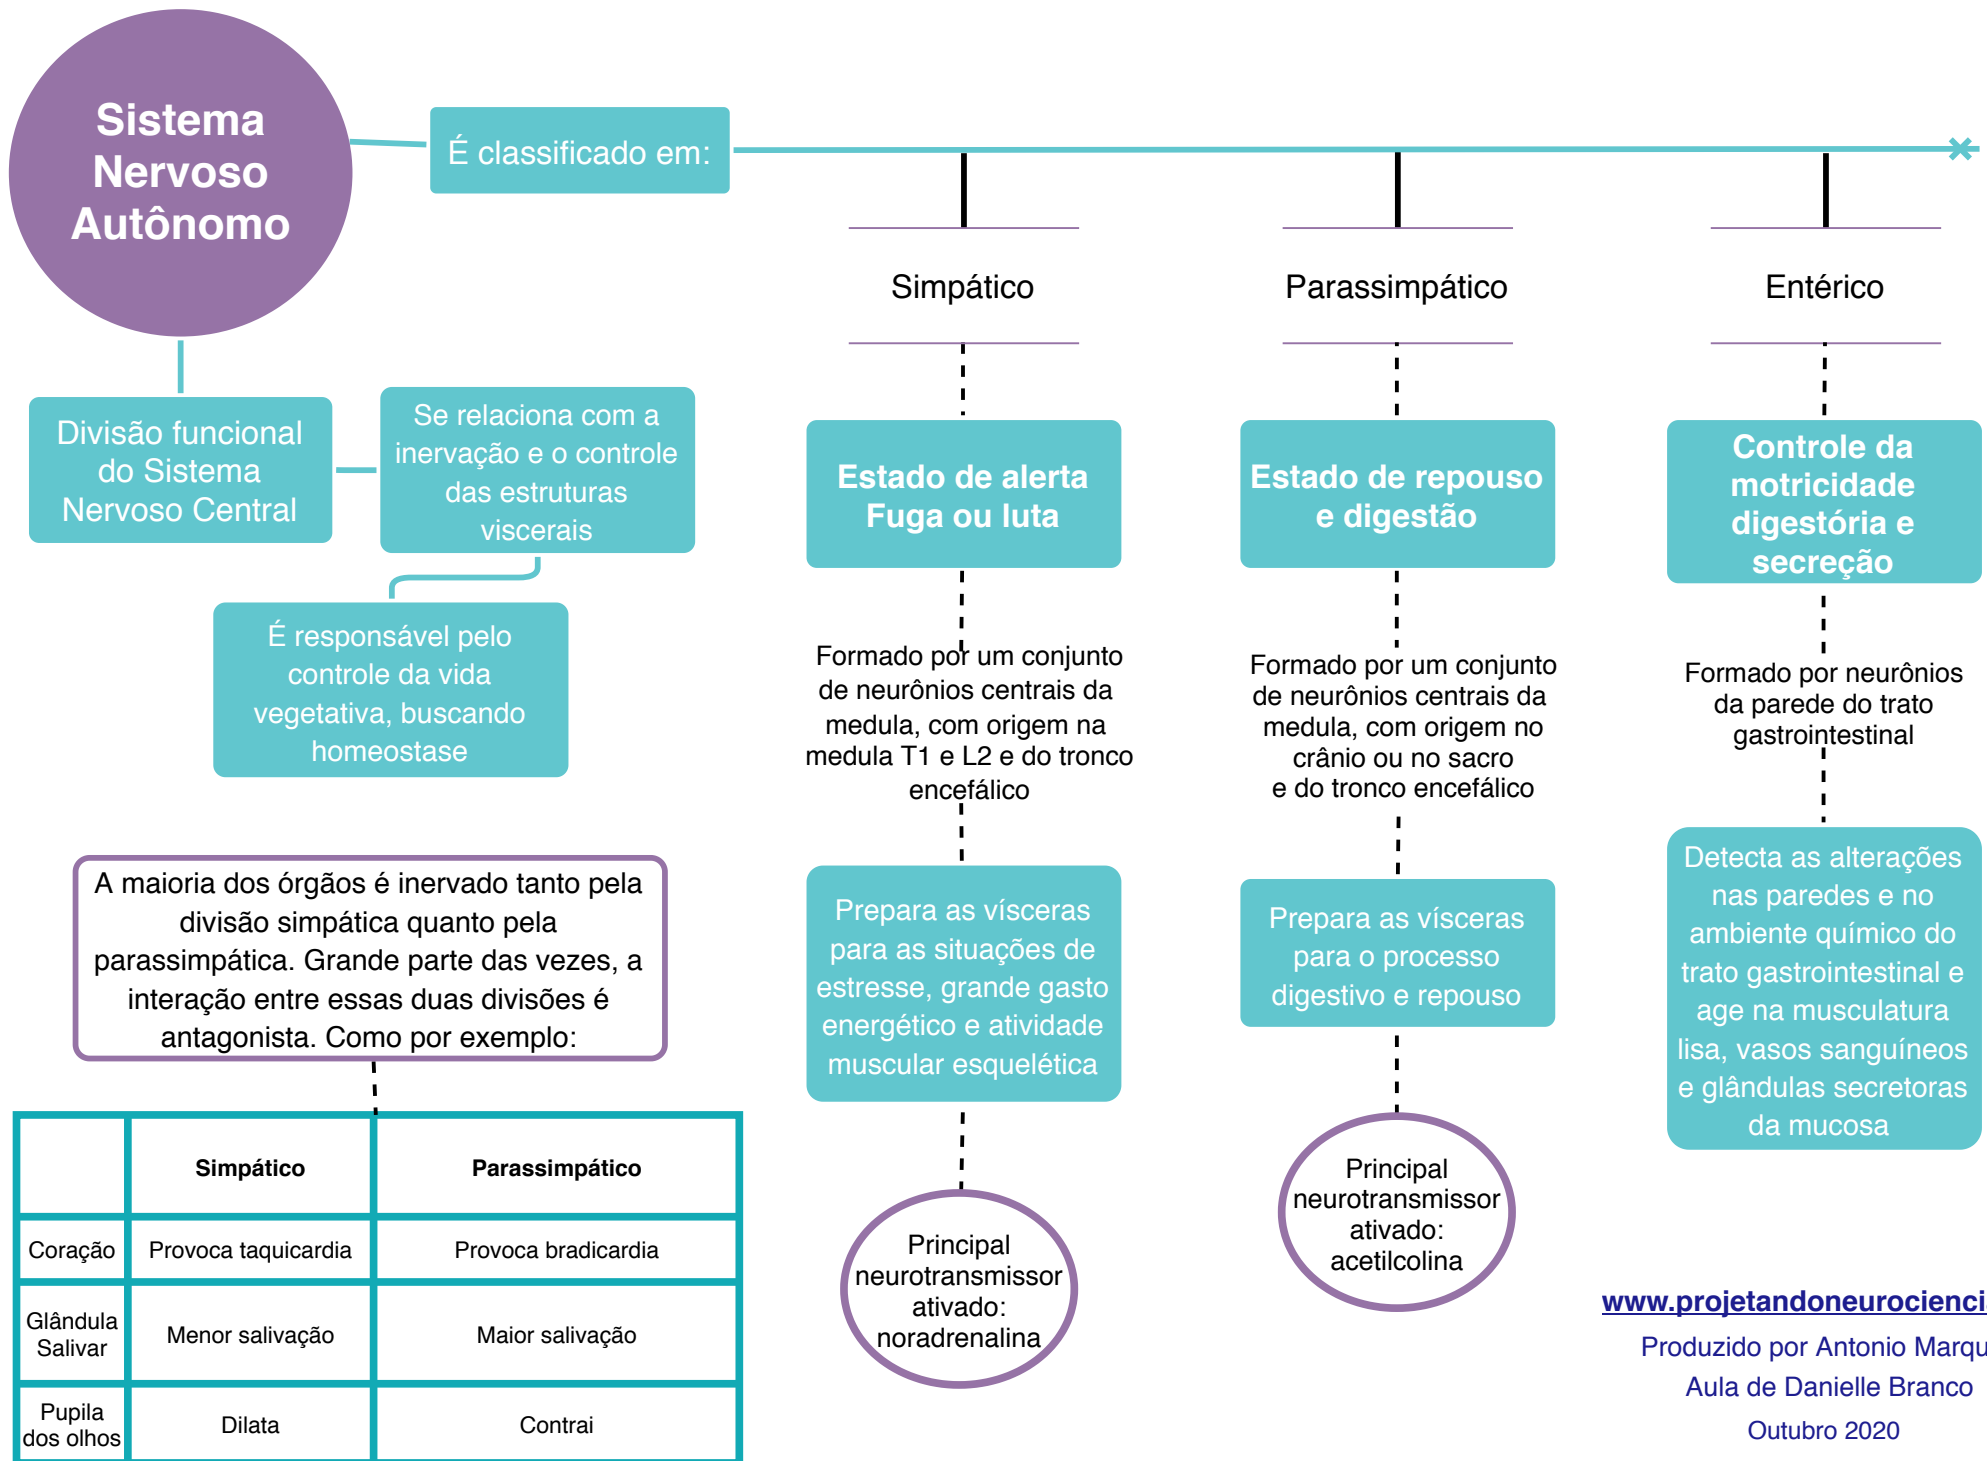 Sistema
Nervoso
Autônomo
É classificado em:
Simpático
Parassimpático
Entérico
Divisão funcional
do Sistema
Nervoso Central
Se relaciona com a
inervação e o controle
das estruturas
viscerais
É responsável pelo
controle da vida
vegetativa, buscando
homeostase
Estado de alerta
Fuga ou luta
Formado por um conjunto
de neurônios centrais da
medula, com origem na
medula T1 e L2 e do tronco
encefálico
Prepara as vísceras
para as situações de
estresse, grande gasto
energético e atividade
muscular esquelética
Principal
neurotransmissor
ativado:
noradrenalina
Estado de repouso
e digestão
Formado por um conjunto
de neurônios centrais da
medula, com origem no
crânio ou no sacro
e do tronco encefálico
Prepara as vísceras
para o processo
digestivo e repouso
Principal
neurotransmissor
ativado:
acetilcolina
Controle da
motricidade
digestória e
secreção
Formado por neurônios
da parede do trato
gastrointestinal
Detecta as alterações
nas paredes e no
ambiente químico do
trato gastrointestinal e
age na musculatura
lisa, vasos sanguíneos
e glândulas secretoras
da mucosa
A maioria dos órgãos é inervado tanto pela
divisão simpática quanto pela
parassimpática. Grande parte das vezes, a
interação entre essas duas divisões é
antagonista. Como por exemplo:
Simpático Parassimpático
Coração Provoca taquicardia Provoca bradicardia
Glândula
Salivar Menor salivação Maior salivação
Pupila
dos olhos Dilata Contrai
Produzido por Antonio
Aula de Danielle Branco
Outubro 2020